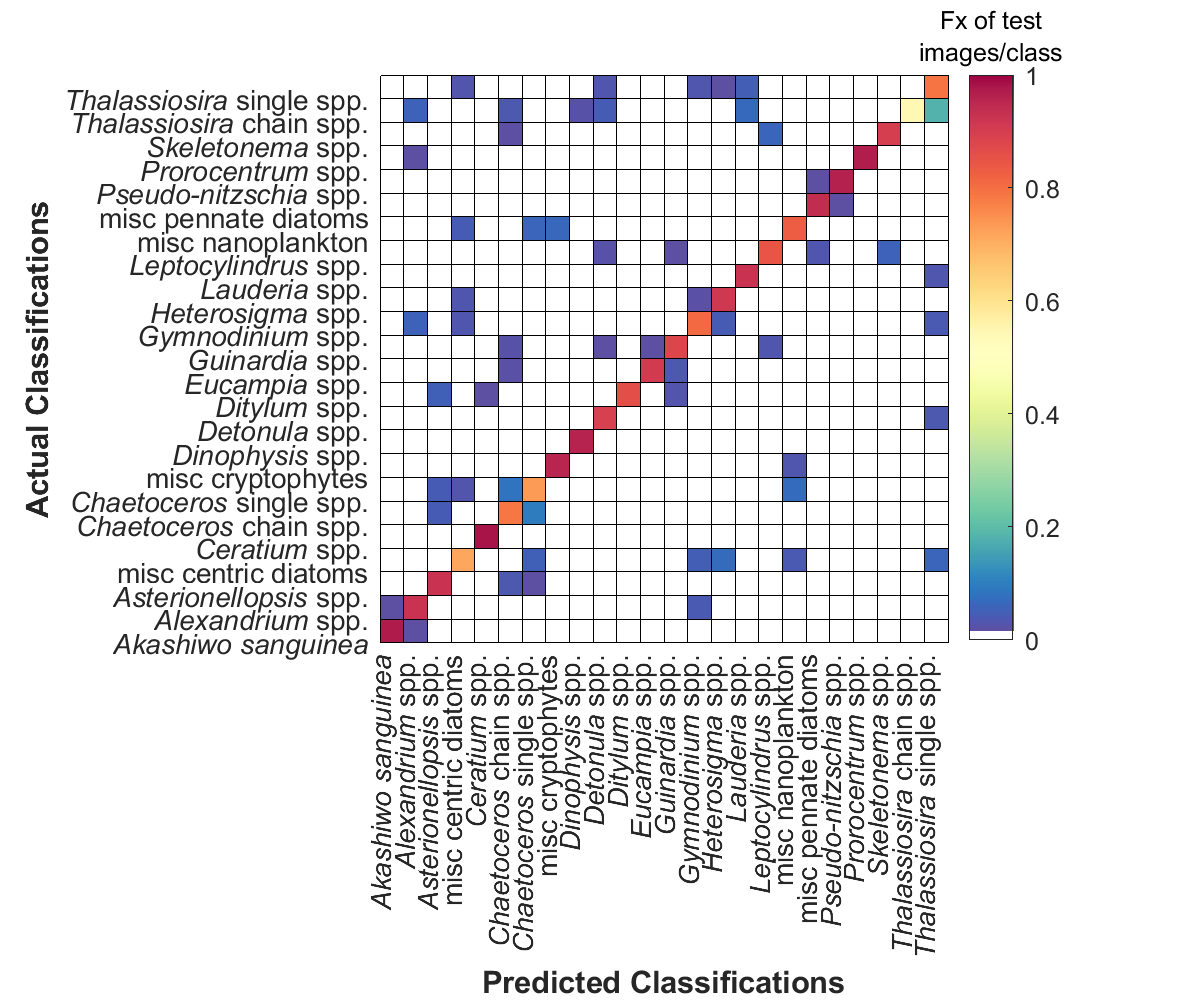 Fx of test
images/class
Thalassiosira single spp.
Thalassiosira chain spp.
Skeletonema spp.
Prorocentrum spp.
Pseudo-nitzschia spp.
misc pennate diatoms
misc nanoplankton
Leptocylindrus spp.
Lauderia spp.
Heterosigma spp.
Gymnodinium spp.
Guinardia spp.
Eucampia spp.
Ditylum spp.
Detonula spp.
Dinophysis spp.
misc cryptophytes
Chaetoceros single spp.
Chaetoceros chain spp.
Ceratium spp.
misc centric diatoms
Asterionellopsis spp.
Alexandrium spp.
Akashiwo sanguinea
Actual Classifications
1
0.8
0.6
0.4
0.2
0
Akashiwo sanguinea
Alexandrium spp.
Asterionellopsis spp.
misc centric diatoms
Ceratium spp.
Chaetoceros chain spp.
Chaetoceros single spp.
misc cryptophytes
Dinophysis spp.
Detonula spp.
Ditylum spp.
Eucampia spp.
Guinardia spp.
Gymnodinium spp.
Heterosigma spp.
Lauderia spp.
Leptocylindrus spp.
misc nanoplankton
misc pennate diatoms
Pseudo-nitzschia spp.
Prorocentrum spp.
Skeletonema spp.
Thalassiosira chain spp.
Thalassiosira single spp.
Predicted Classifications